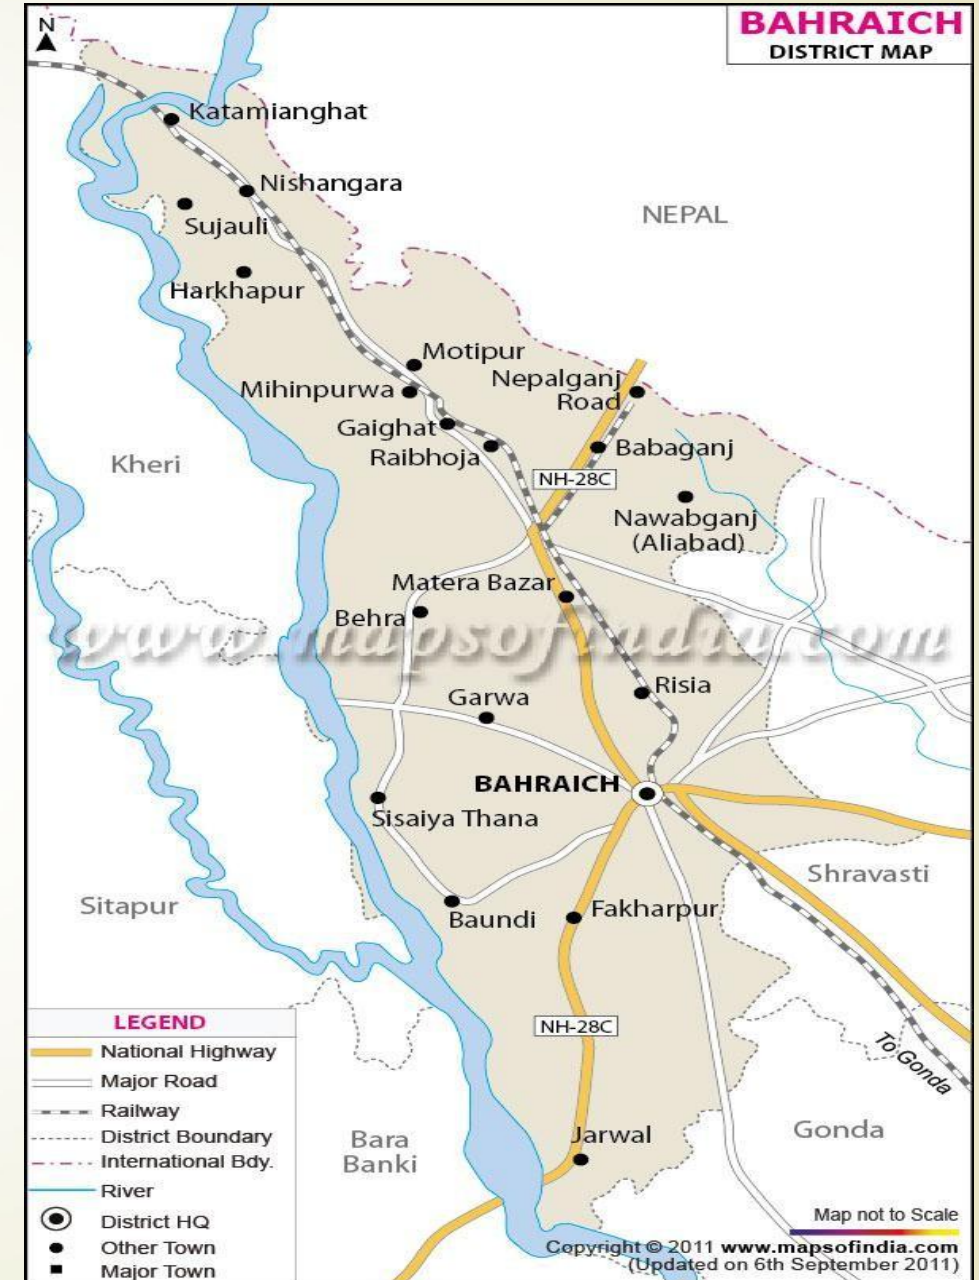 BAHRAICH
DISTRICT MAP
N
Katamianghat
Nishangara
NEPAL
Sujauli
Harkhapur
Motipur
Nepalganj
Road
Mihinpurwa
Gaighat
Raibhoja
Babaganj
Kheri
NH-28C
Nawabganj
(Aliabad)
Matera Bazar
Behra
www.mapsofindia.com
Risia
Garwa
BAHRAICH
Sisaiya Thana
Shravasti
Sitapur
Baundi
Fakharpur
NH-28C
To Gonda
Jarwal
Bara
Banki
Gonda
LEGEND
National Highway
Major Road
Railway
District Boundary
International Bdy.
River
District HQ
Other Town
Major Town
Map not to Scale
Copyright © 2011 www.mapsofindia.com
(Updated on 6th September 2011)